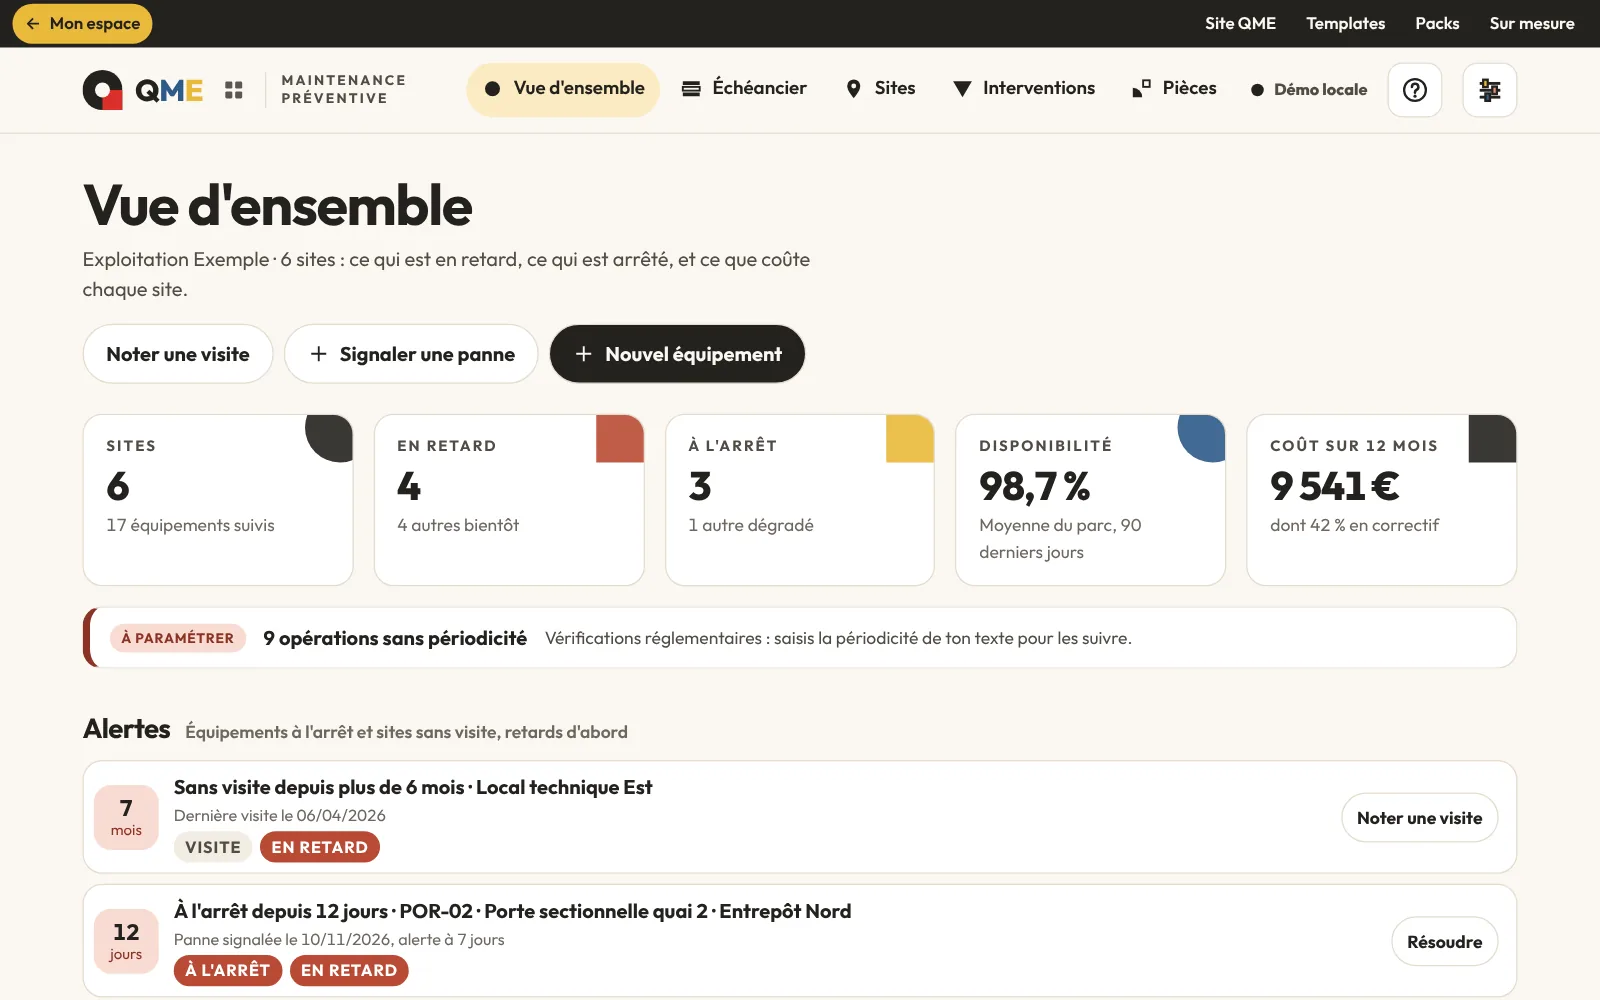 ← Mon espace
Site QME
Templates
Packs
Sur mesure
QME
MAINTENANCE
PRÉVENTIVE
Vue d'ensemble
Échéancier
Sites
Interventions
Pièces
Démo locale
Vue d'ensemble
Exploitation Exemple · 6 sites : ce qui est en retard, ce qui est arrêté, et ce que coûte
chaque site.
Noter une visite
+ Signaler une panne
+ Nouvel équipement
SITES
6
17 équipements suivis
EN RETARD
4
4 autres bientôt
À L'ARRÊT
3
1 autre dégradé
DISPONIBILITÉ
98,7 %
Moyenne du parc, 90
derniers jours
COÛT SUR 12 MOIS
9 541 €
dont 42 % en correctif
À PARAMÉTRER
9 opérations sans périodicité
Vérifications réglementaires : saisis la périodicité de ton texte pour les suivre.
Alertes
Équipements à l'arrêt et sites sans visite, retards d'abord
7
mois
Sans visite depuis plus de 6 mois · Local technique Est
Dernière visite le 06/04/2026
VISITE
EN RETARD
Noter une visite
12
jours
À l'arrêt depuis 12 jours · POR-02 · Porte sectionnelle quai 2 · Entrepôt Nord
Panne signalée le 10/11/2026, alerte à 7 jours
À L'ARRÊT
EN RETARD
Résoudre